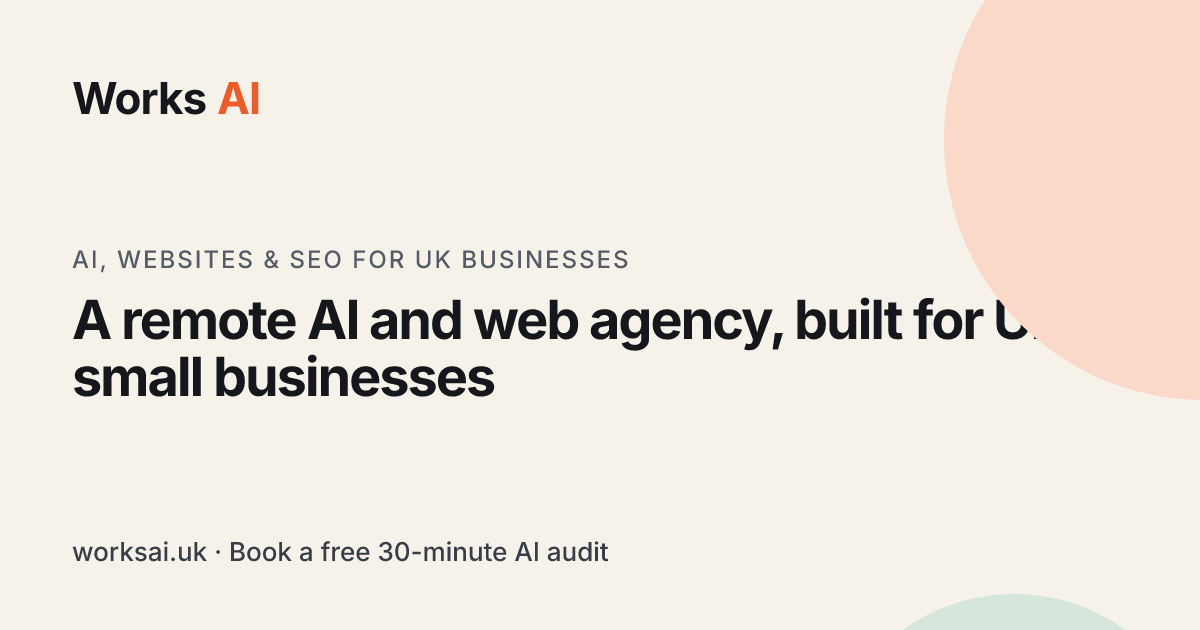 Works AI
AI, WEBSITES & SEO FOR UK BUSINESSES
A remote AI and web agency, built for
small businesses
worksai.uk · Book a free 30-minute AI audit